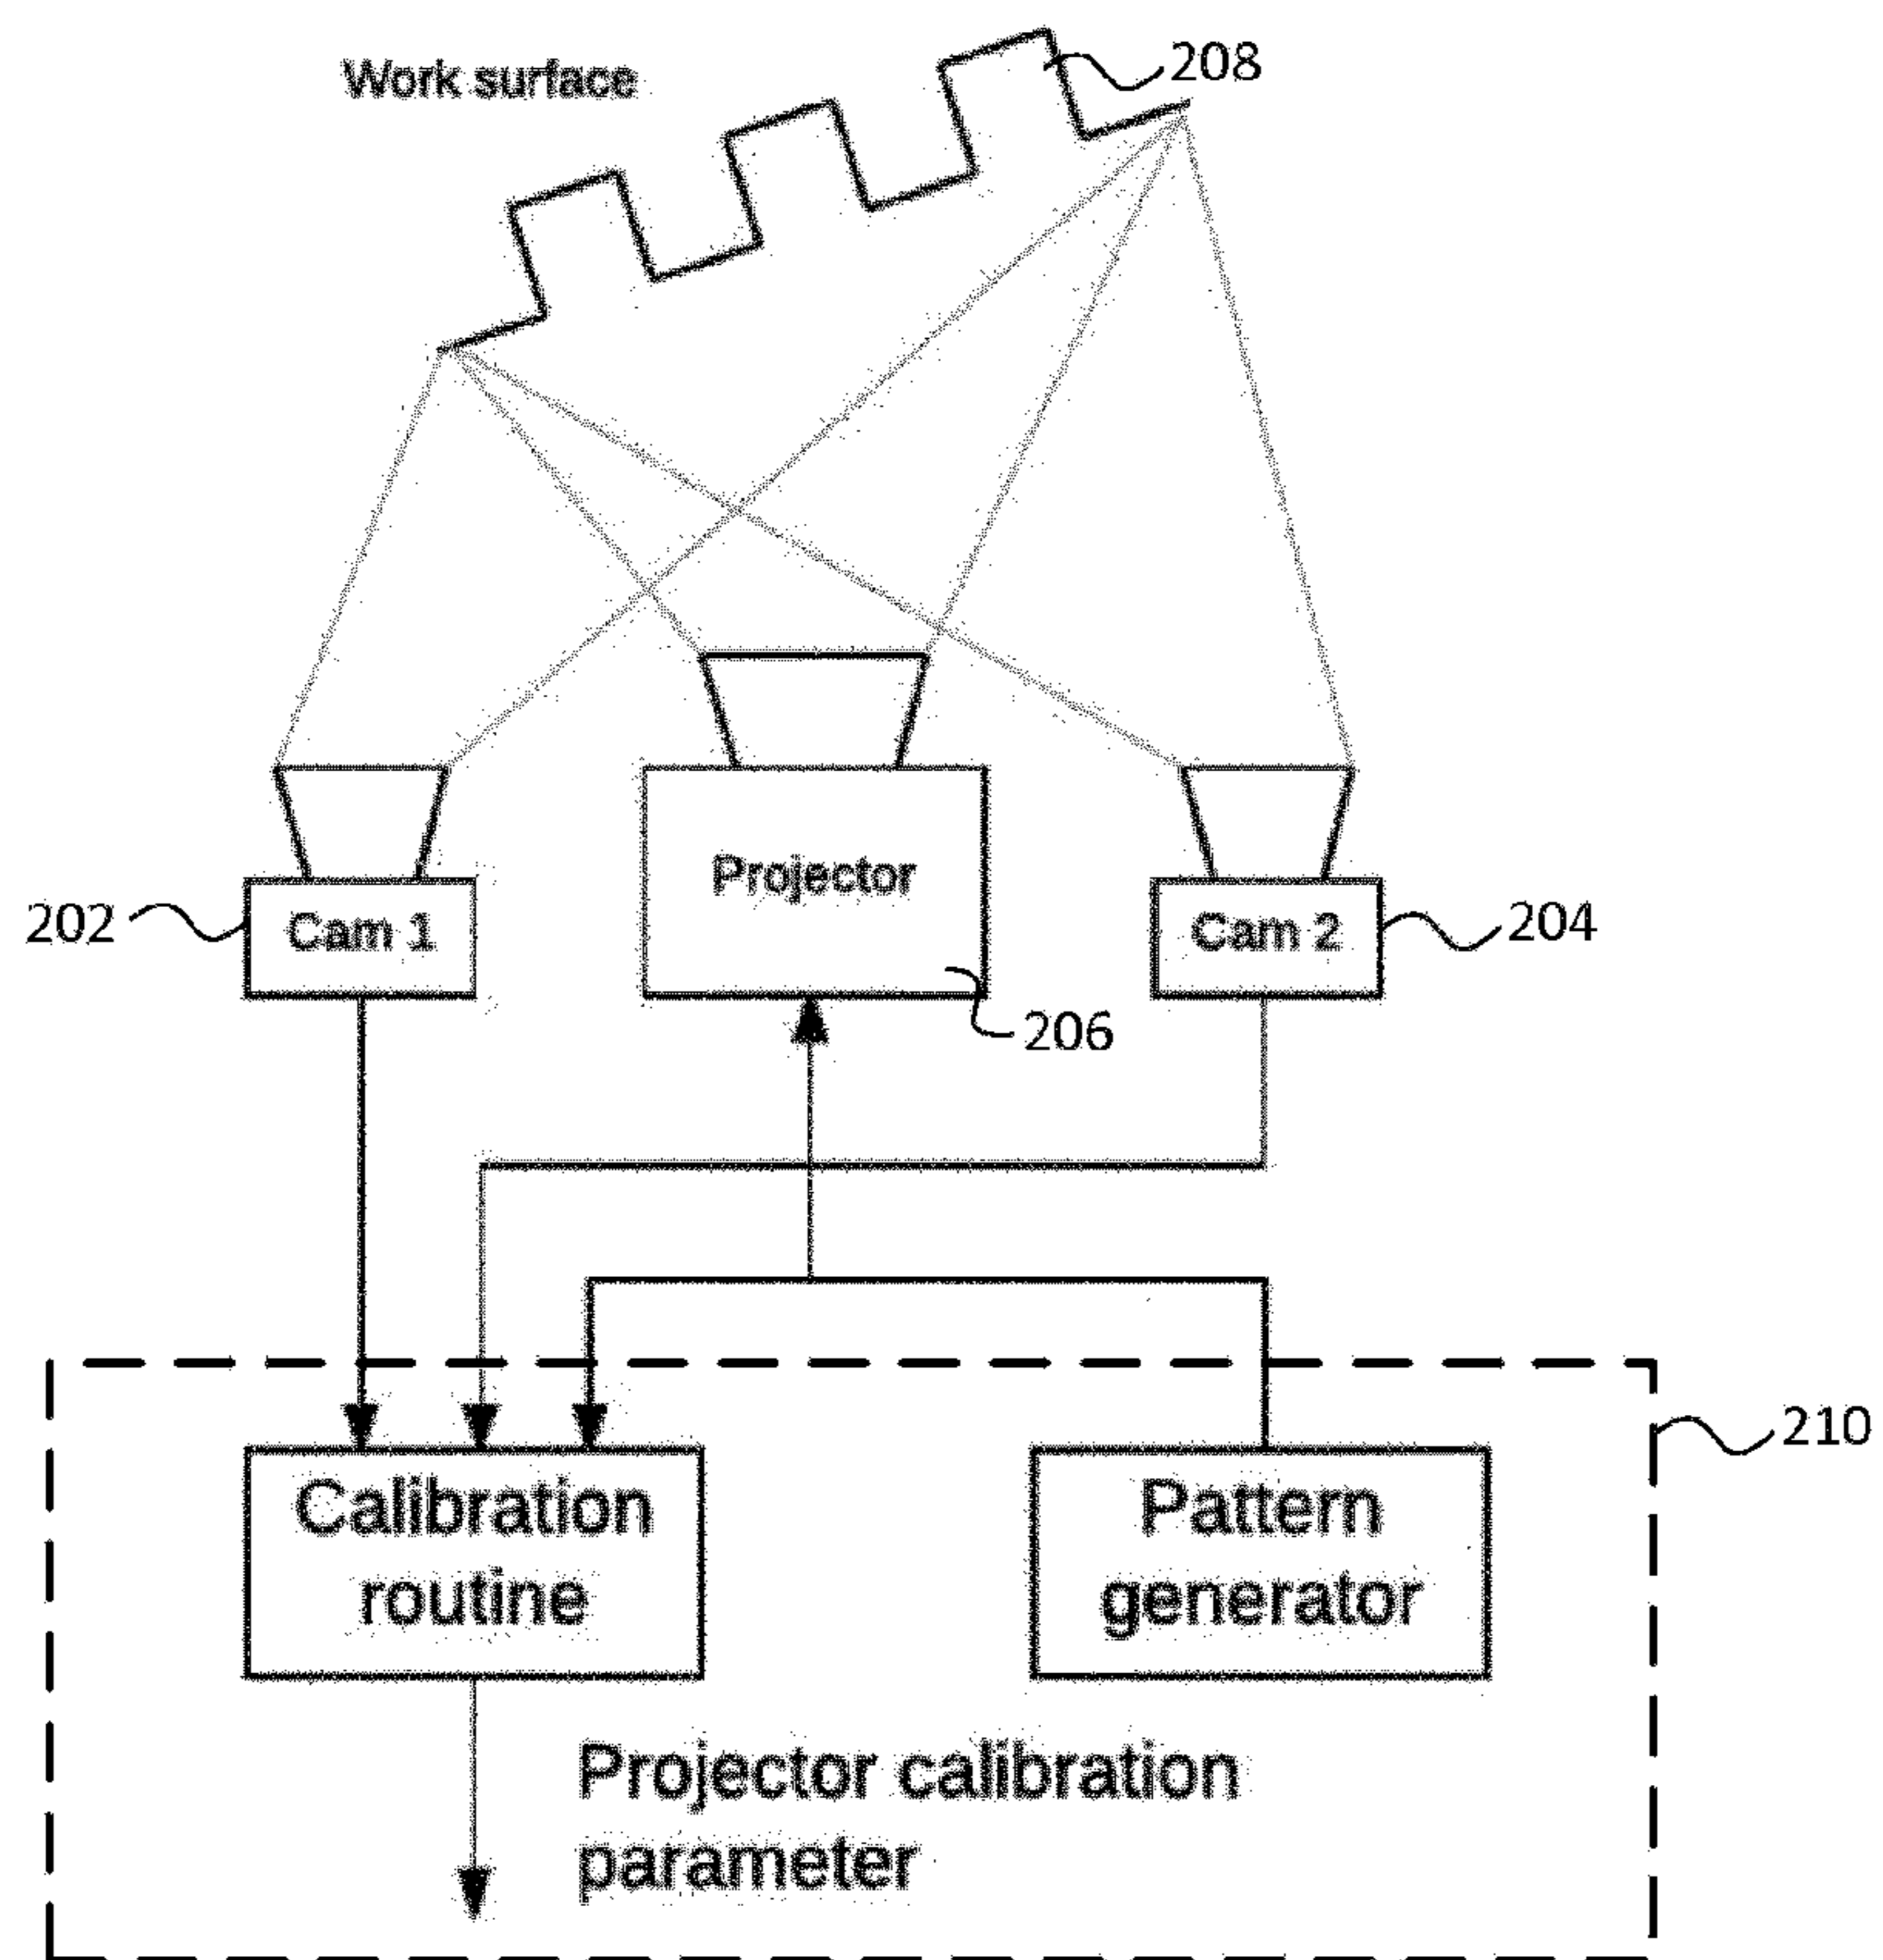 Work surface
208
Projector
202
Cam 1
Cam 2
204
206
210
Calibration
routine
Pattern
generator
Projector calibration
parameter